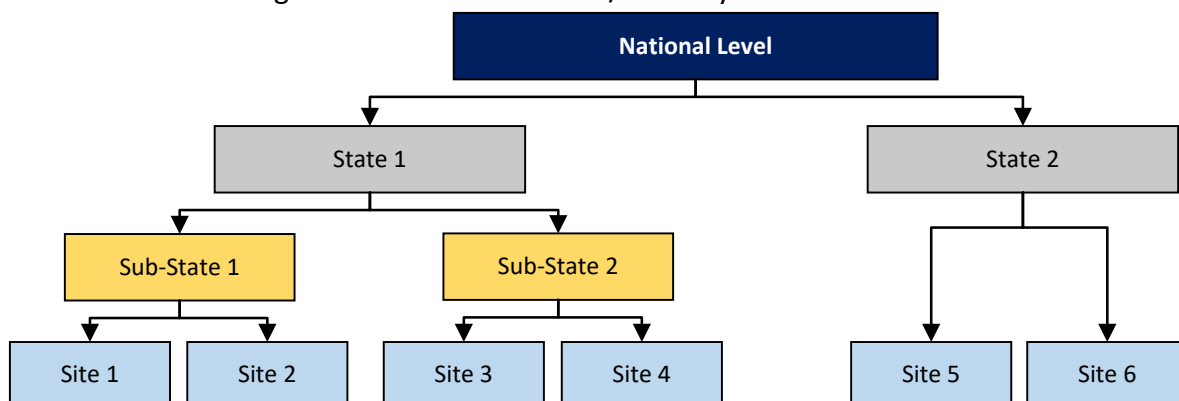 National Level
State 1
State 2
Sub-State 1
Sub-State 2
Site 1
Site 2
Site 3
Site 4
Site 5
Site 6